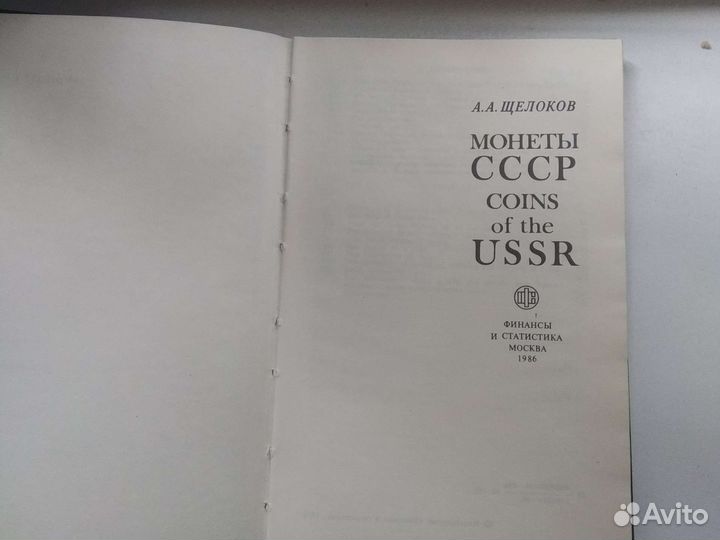 А.А. ЩЕЛОКОВ
МОНЕТЫ
СССР
COINS
of the
USSR
ФИНАНСЫ
И СТАТИСТИКА
МОСКВА
1986
Avito